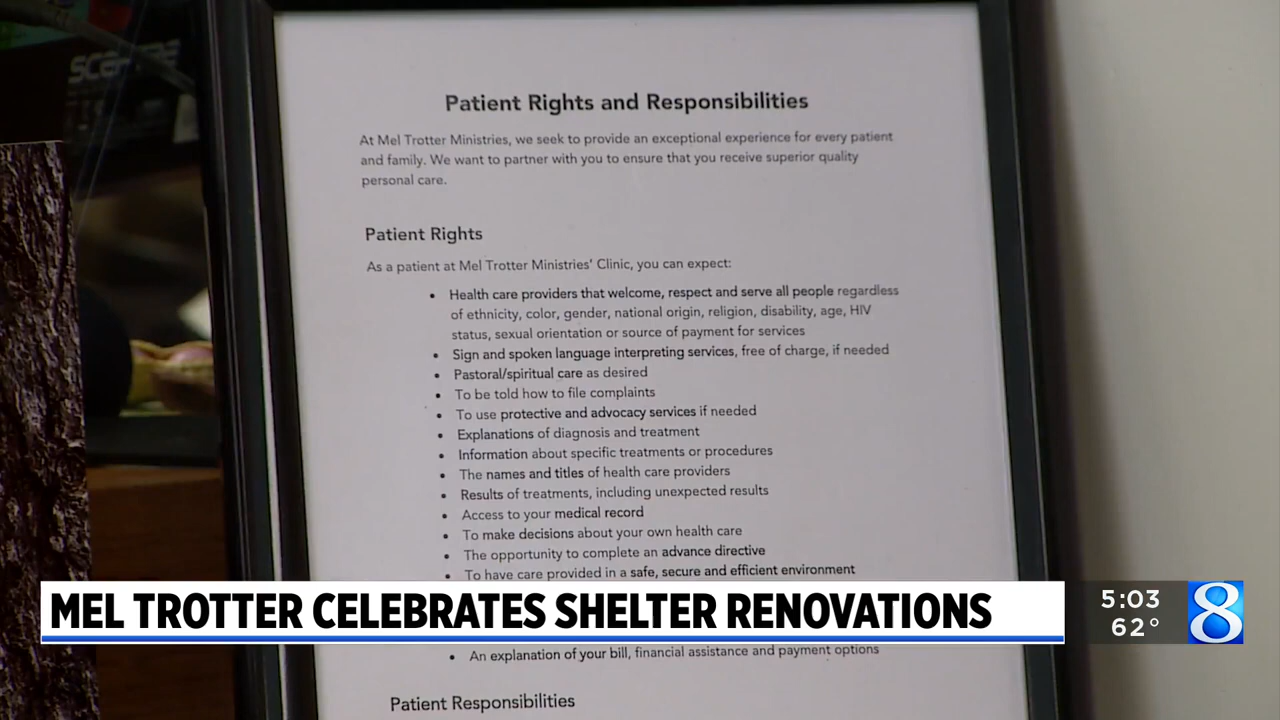 Patient Rights and Responsibilities
At Mel Trotter Ministries, we seek to provide an exceptional experience for every patient
and family. We want to partner with you to ensure that you receive superior quality
personal care.
Patient Rights
As a patient at Mel Trotter Ministries' Clinic, you can expect:
• Health care providers that welcome, respect and serve all people regardless
of ethnicity, color, gender, national origin, religion, disability, age, HIV
status, sexual orientation or source of payment for services
• Sign and spoken language interpreting services, free of charge, if needed
• Pastoral/spiritual care as desired
• To be told how to file complaints
• To use protective and advocacy services if needed
• Explanations of diagnosis and treatment
• Information about specific treatments or procedures
• The names and titles of health care providers
• Results of treatments, including unexpected results
• Access to your medical record
• To make decisions about your own health care
• The opportunity to complete an advance directive
• To have care provided in a safe, secure and efficient environment
MEL TROTTER CELEBRATES SHELTER RENOVATIONS
5:03
62°
8
• An explanation of your bill, financial assistance and payment options
Patient Responsibilities